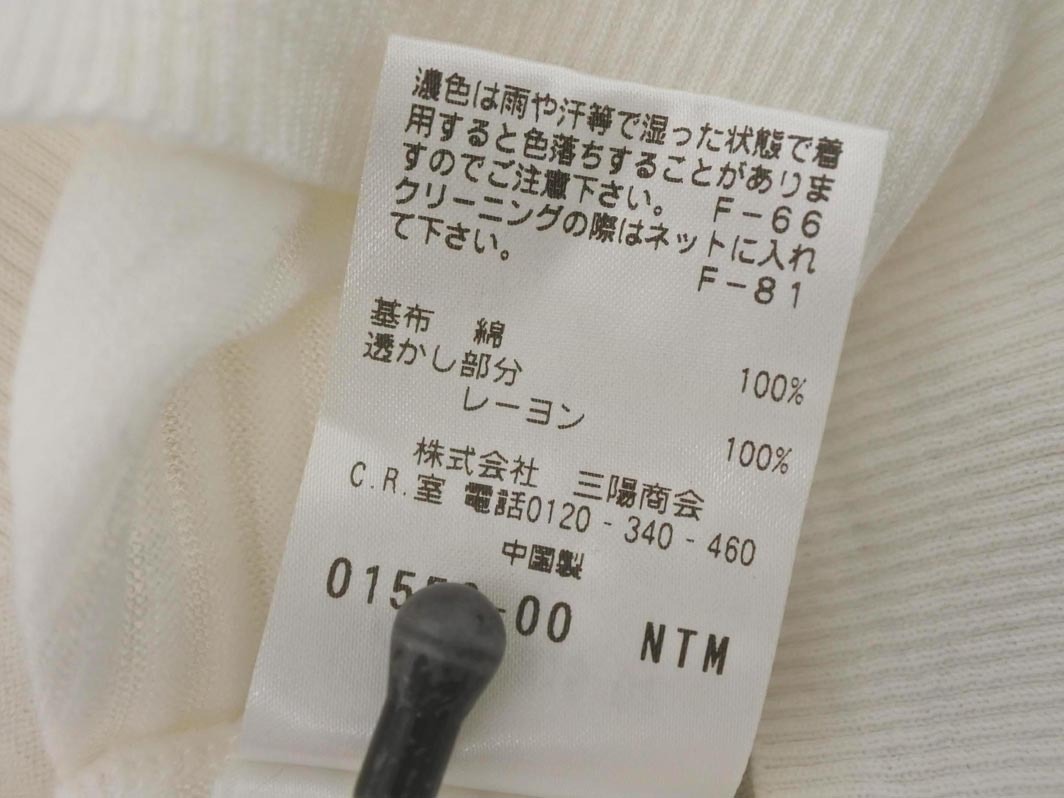 濃色は雨や汗等で湿った状態で着
用すると色落ちすることがありま
すのでご注意下さい。 F-66
クリーニングの際はネットに入れ
て下さい。
F-81
基布 綿 100%
透かし部分
レーヨン 100%
株式会社 三陽商会
C.R.室 電話0120-340-460
中国製
NTM